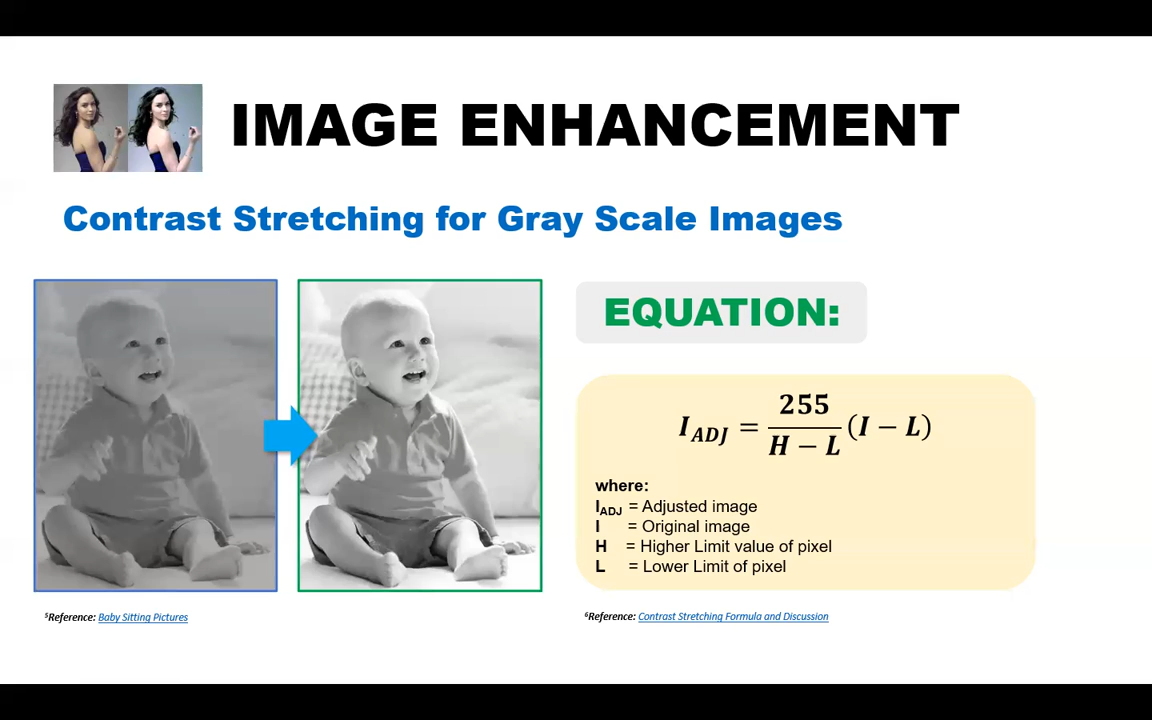 IMAGE ENHANCEMENT
Contrast Stretching for Gray Scale Images
EQUATION:
I_ADJ = 255 / (H − L) (I − L)
where:
I_ADJ = Adjusted image
I = Original image
H = Higher Limit value of pixel
L = Lower Limit of pixel
⁵Reference: Baby Sitting Pictures
⁶Reference: Contrast Stretching Formula and Discussion